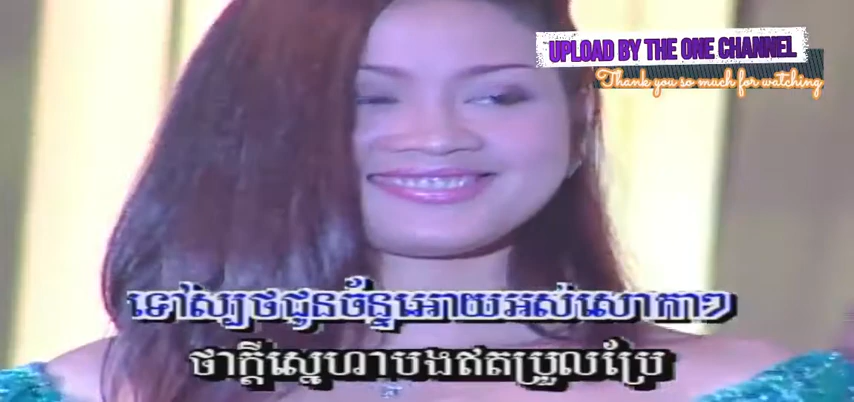 UPLOAD BY THE ONE CHANNEL
Thank you so much for watching
ទៅស្បថជូនច័ន្ទអោយអស់សោកាៗ
ថាក្ដីស្នេហាបងឥតប្រួលប្រែ